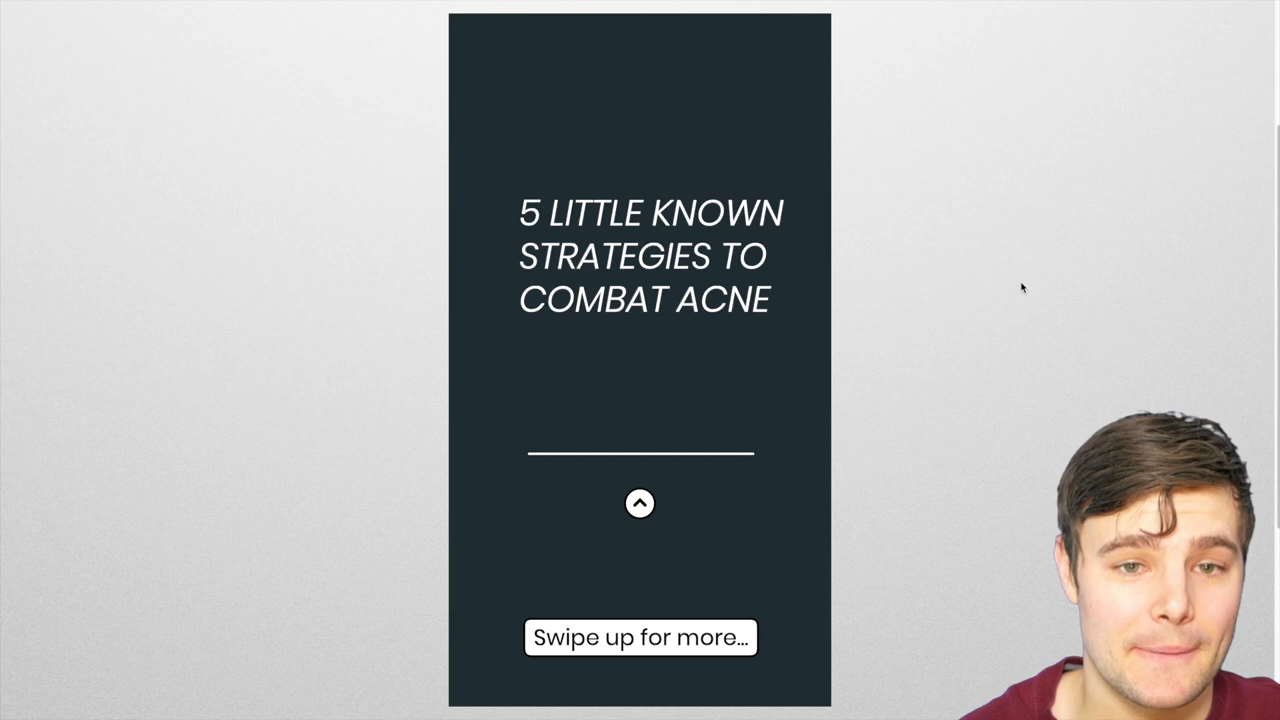 5 LITTLE KNOWN
STRATEGIES TO
COMBAT ACNE
Swipe up for more...